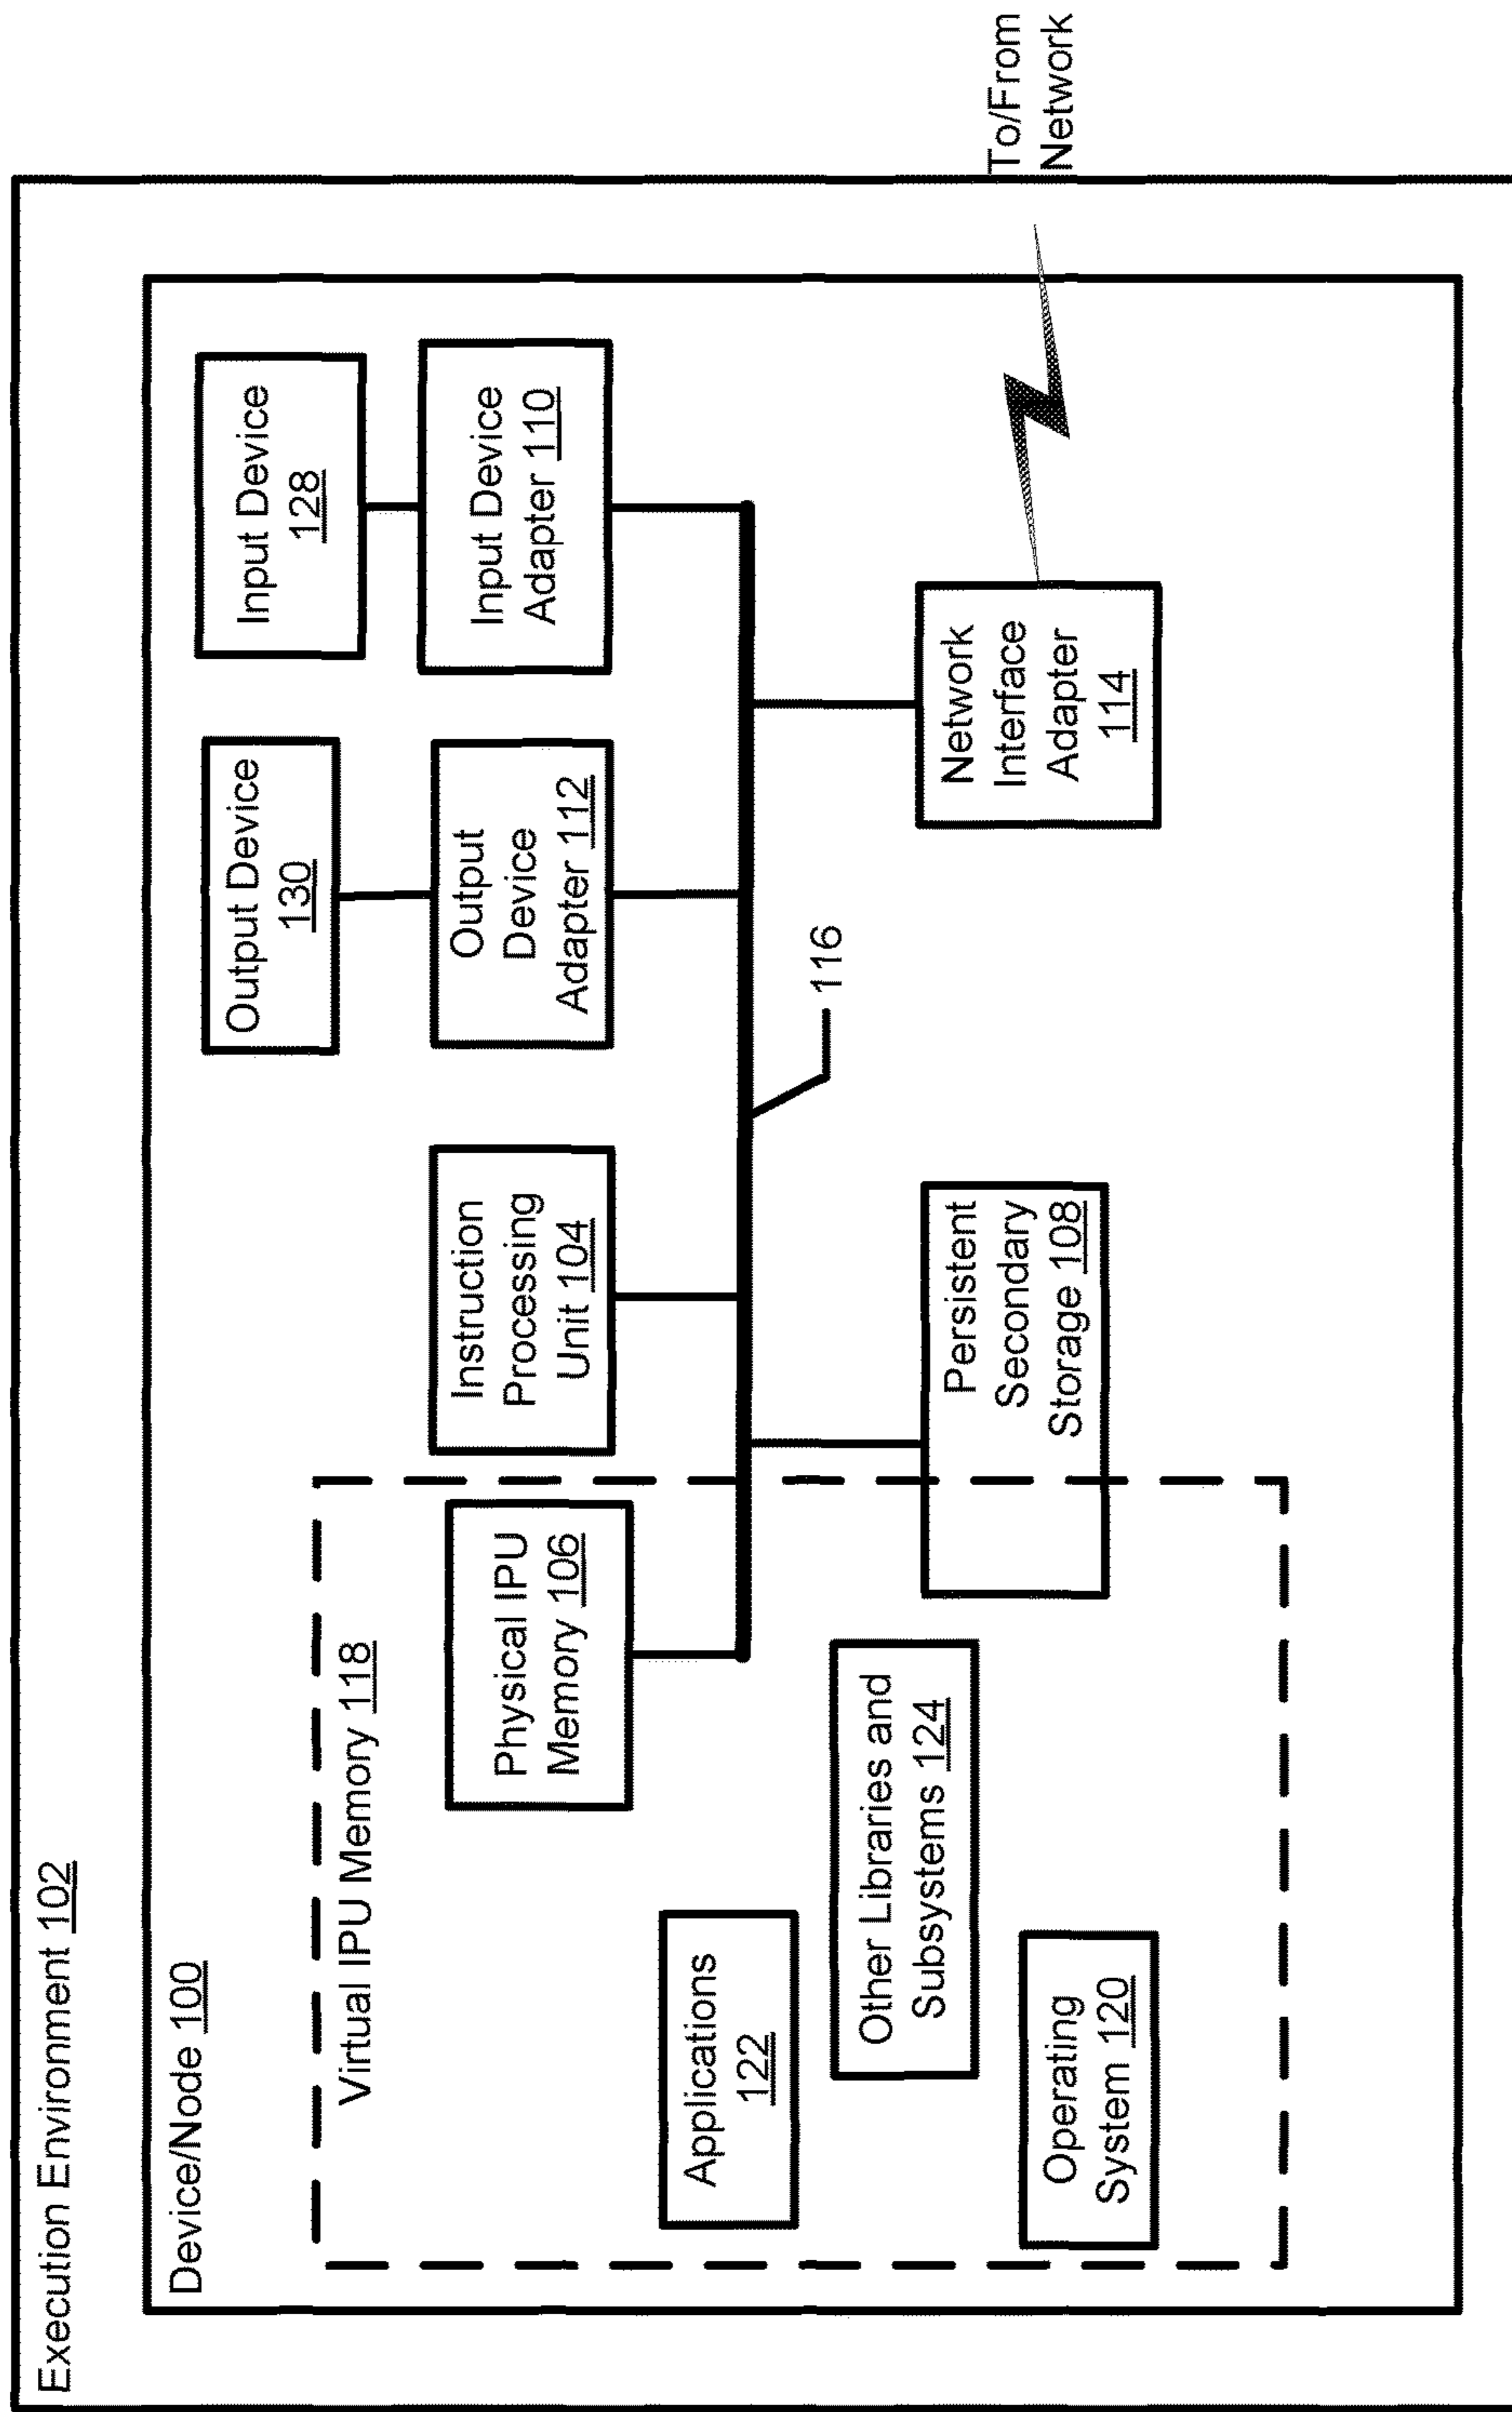 Execution Environment 102
Device/Node 100
Virtual IPU Memory 118
Physical IPU
Memory 106
Instruction
Processing
Unit 104
Output Device
130
Output
Device
Adapter 112
Input Device
128
Input Device
Adapter 110
Applications
122
Other Libraries and
Subsystems 124
Operating
System 120
Persistent
Secondary
Storage 108
116
Network
Interface
Adapter
114
To/From
Network